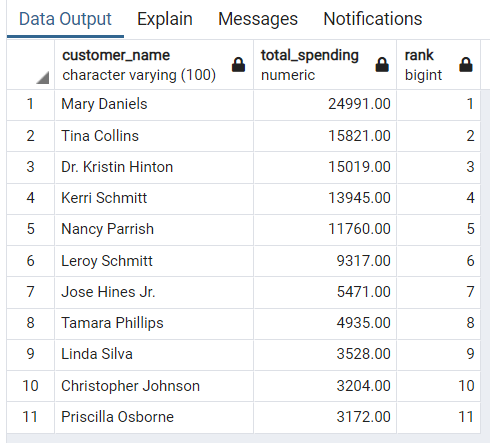 Data Output Explain Messages Notifications
customer_name total_spending rank
character varying (100) numeric bigint
1 Mary Daniels 24991.00 1
2 Tina Collins 15821.00 2
3 Dr. Kristin Hinton 15019.00 3
4 Kerri Schmitt 13945.00 4
5 Nancy Parrish 11760.00 5
6 Leroy Schmitt 9317.00 6
7 Jose Hines Jr. 5471.00 7
8 Tamara Phillips 4935.00 8
9 Linda Silva 3528.00 9
10 Christopher Johnson 3204.00 10
11 Priscilla Osborne 3172.00 11